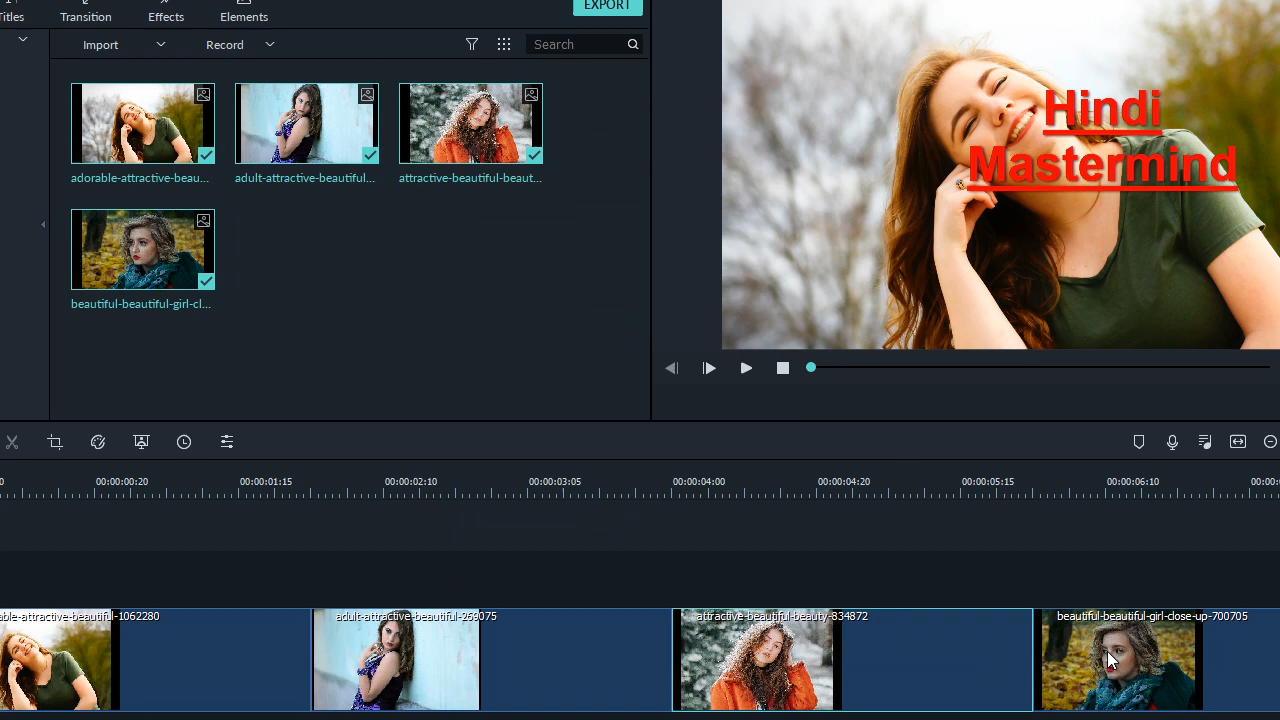 Titles
Transition
Effects
Elements
EXPORT
Import
Record
Search
adorable-attractive-beau...
adult-attractive-beautiful...
attractive-beautiful-beaut...
beautiful-beautiful-girl-cl...
Hindi
Mastermind
00:00:00:20
00:00:01:15
00:00:02:10
00:00:03:05
00:00:04:00
00:00:04:20
00:00:05:15
00:00:06:10
able-attractive-beautiful-1062280
adult-attractive-beautiful-269075
attractive-beautiful-beauty-834872
beautiful-beautiful-girl-close-up-700705